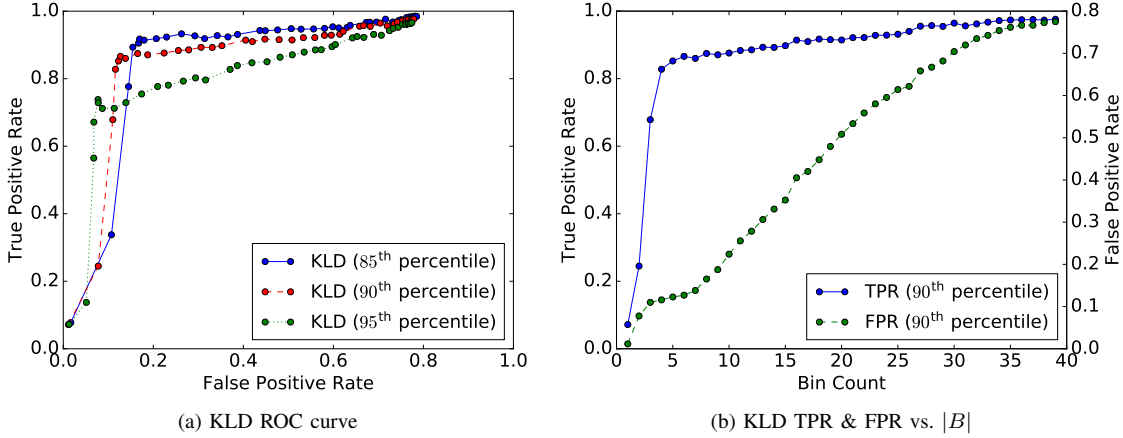 1.0
0.8
0.6
0.4
0.2
0.0
True Positive Rate
0.0 0.2 0.4 0.6 0.8 1.0
False Positive Rate
KLD (85th percentile)
KLD (90th percentile)
KLD (95th percentile)
(a) KLD ROC curve
1.0
0.8
0.6
0.4
0.2
0.0
True Positive Rate
0 5 10 15 20 25 30 35 40
Bin Count
0.8
0.7
0.6
0.5
0.4
0.3
0.2
0.1
0.0
False Positive Rate
TPR (90th percentile)
FPR (90th percentile)
(b) KLD TPR & FPR vs. |B|